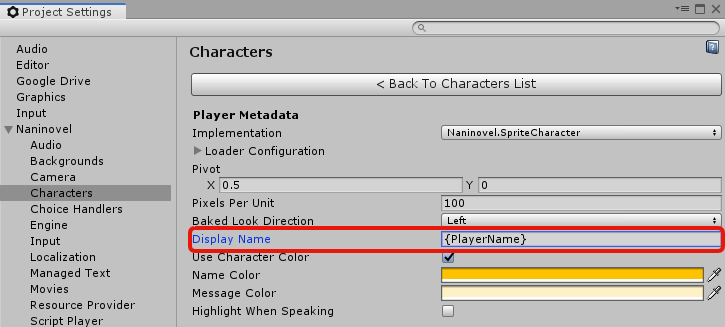 Project Settings
Characters
< Back To Characters List
Audio
Editor
Google Drive
Graphics
Input
Naninovel
Audio
Backgrounds
Camera
Characters
Choice Handlers
Engine
Input
Localization
Managed Text
Movies
Resource Provider
Script Player
Player Metadata
Implementation
Naninovel.SpriteCharacter
Loader Configuration
Pivot
X 0.5 Y 0
Pixels Per Unit 100
Baked Look Direction Left
Display Name {PlayerName}
Use Character Color
Name Color
Message Color
Highlight When Speaking